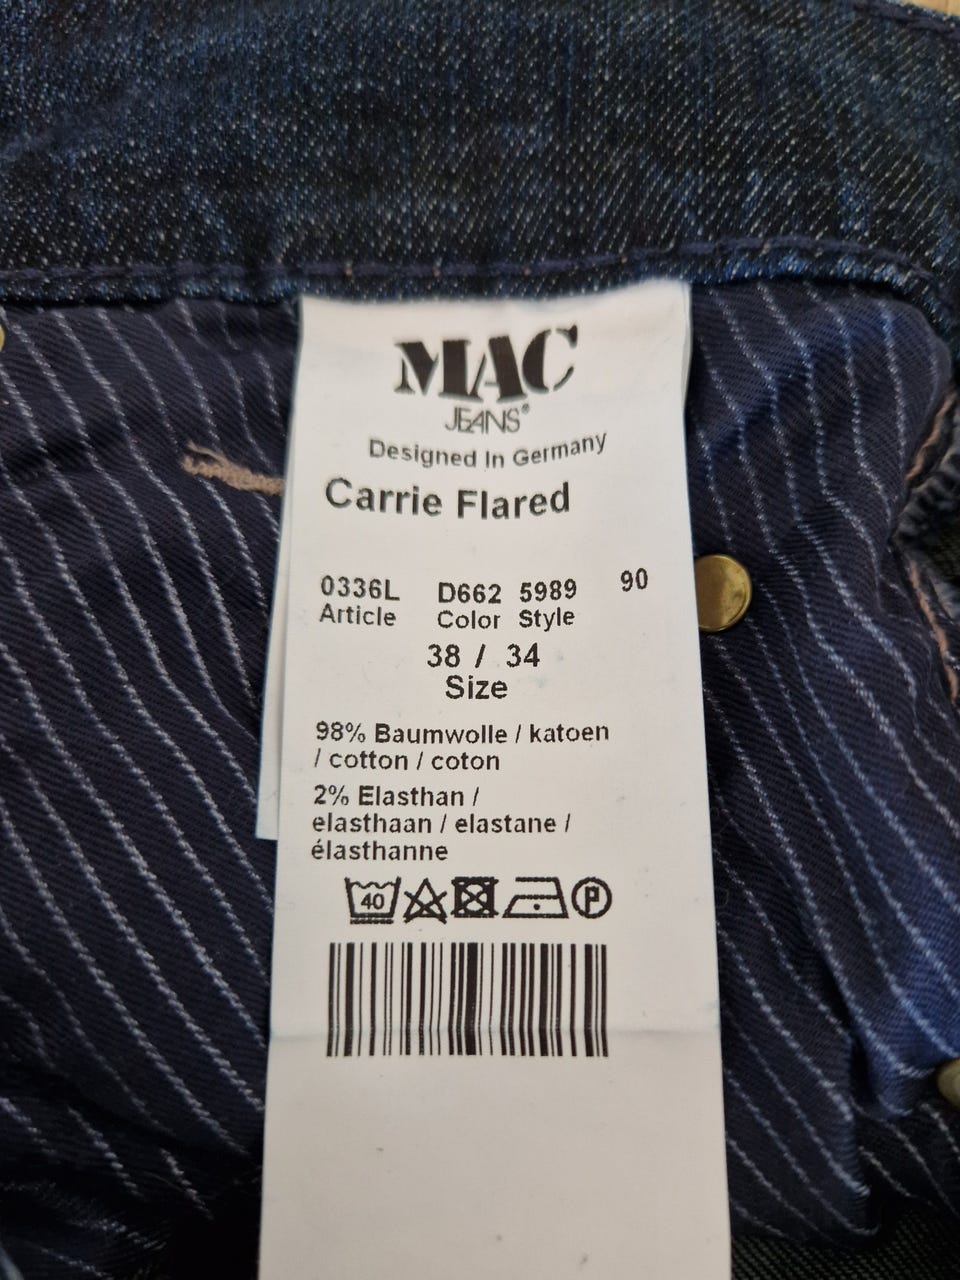 MAC
JEANS®
Designed In Germany
Carrie Flared
0336L D662 5989 90
Article Color Style
38 / 34
Size
98% Baumwolle / katoen
/ cotton / coton
2% Elasthan /
elasthaan / elastane /
élasthanne
40 P